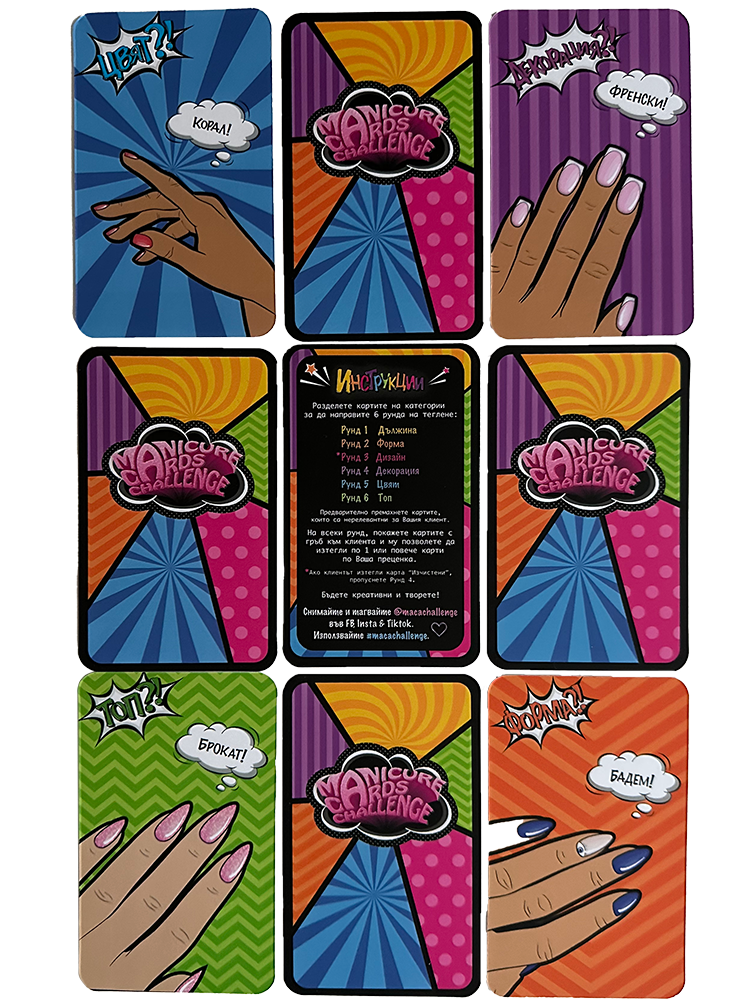 ЦВЯТ?!
КОРАЛ!
MANICURE
CARDS
CHALLENGE
ДЕКОРАЦИЯ?!
ФРЕНСКИ!
MANICURE
CARDS
CHALLENGE
Инструкции
Разделете картите на категории
за да направите 6 рунда на теглене:
Рунд 1 Дължина
Рунд 2 Форма
*Рунд 3 Дизайн
Рунд 4 Декорация
Рунд 5 Цвят
Рунд 6 Топ
Предварително премахнете картите,
които са нерелевантни за Вашия клиент.
На всеки рунд, покажете картите с
гръб към клиента и му позволете да
изтегли по 1 или повече карти
по Ваша преценка.
*Ако клиентът изтегли карта "Изчистени",
пропуснете Рунд 4.
Бъдете креативни и творете!
Снимайте и тагвайте @macachallenge
във FB, Insta & Tiktok.
Използвайте #macachallenge.
MANICURE
CARDS
CHALLENGE
ТОП?!
БРОКАТ!
MANICURE
CARDS
CHALLENGE
ФОРМА?!
БАДЕМ!